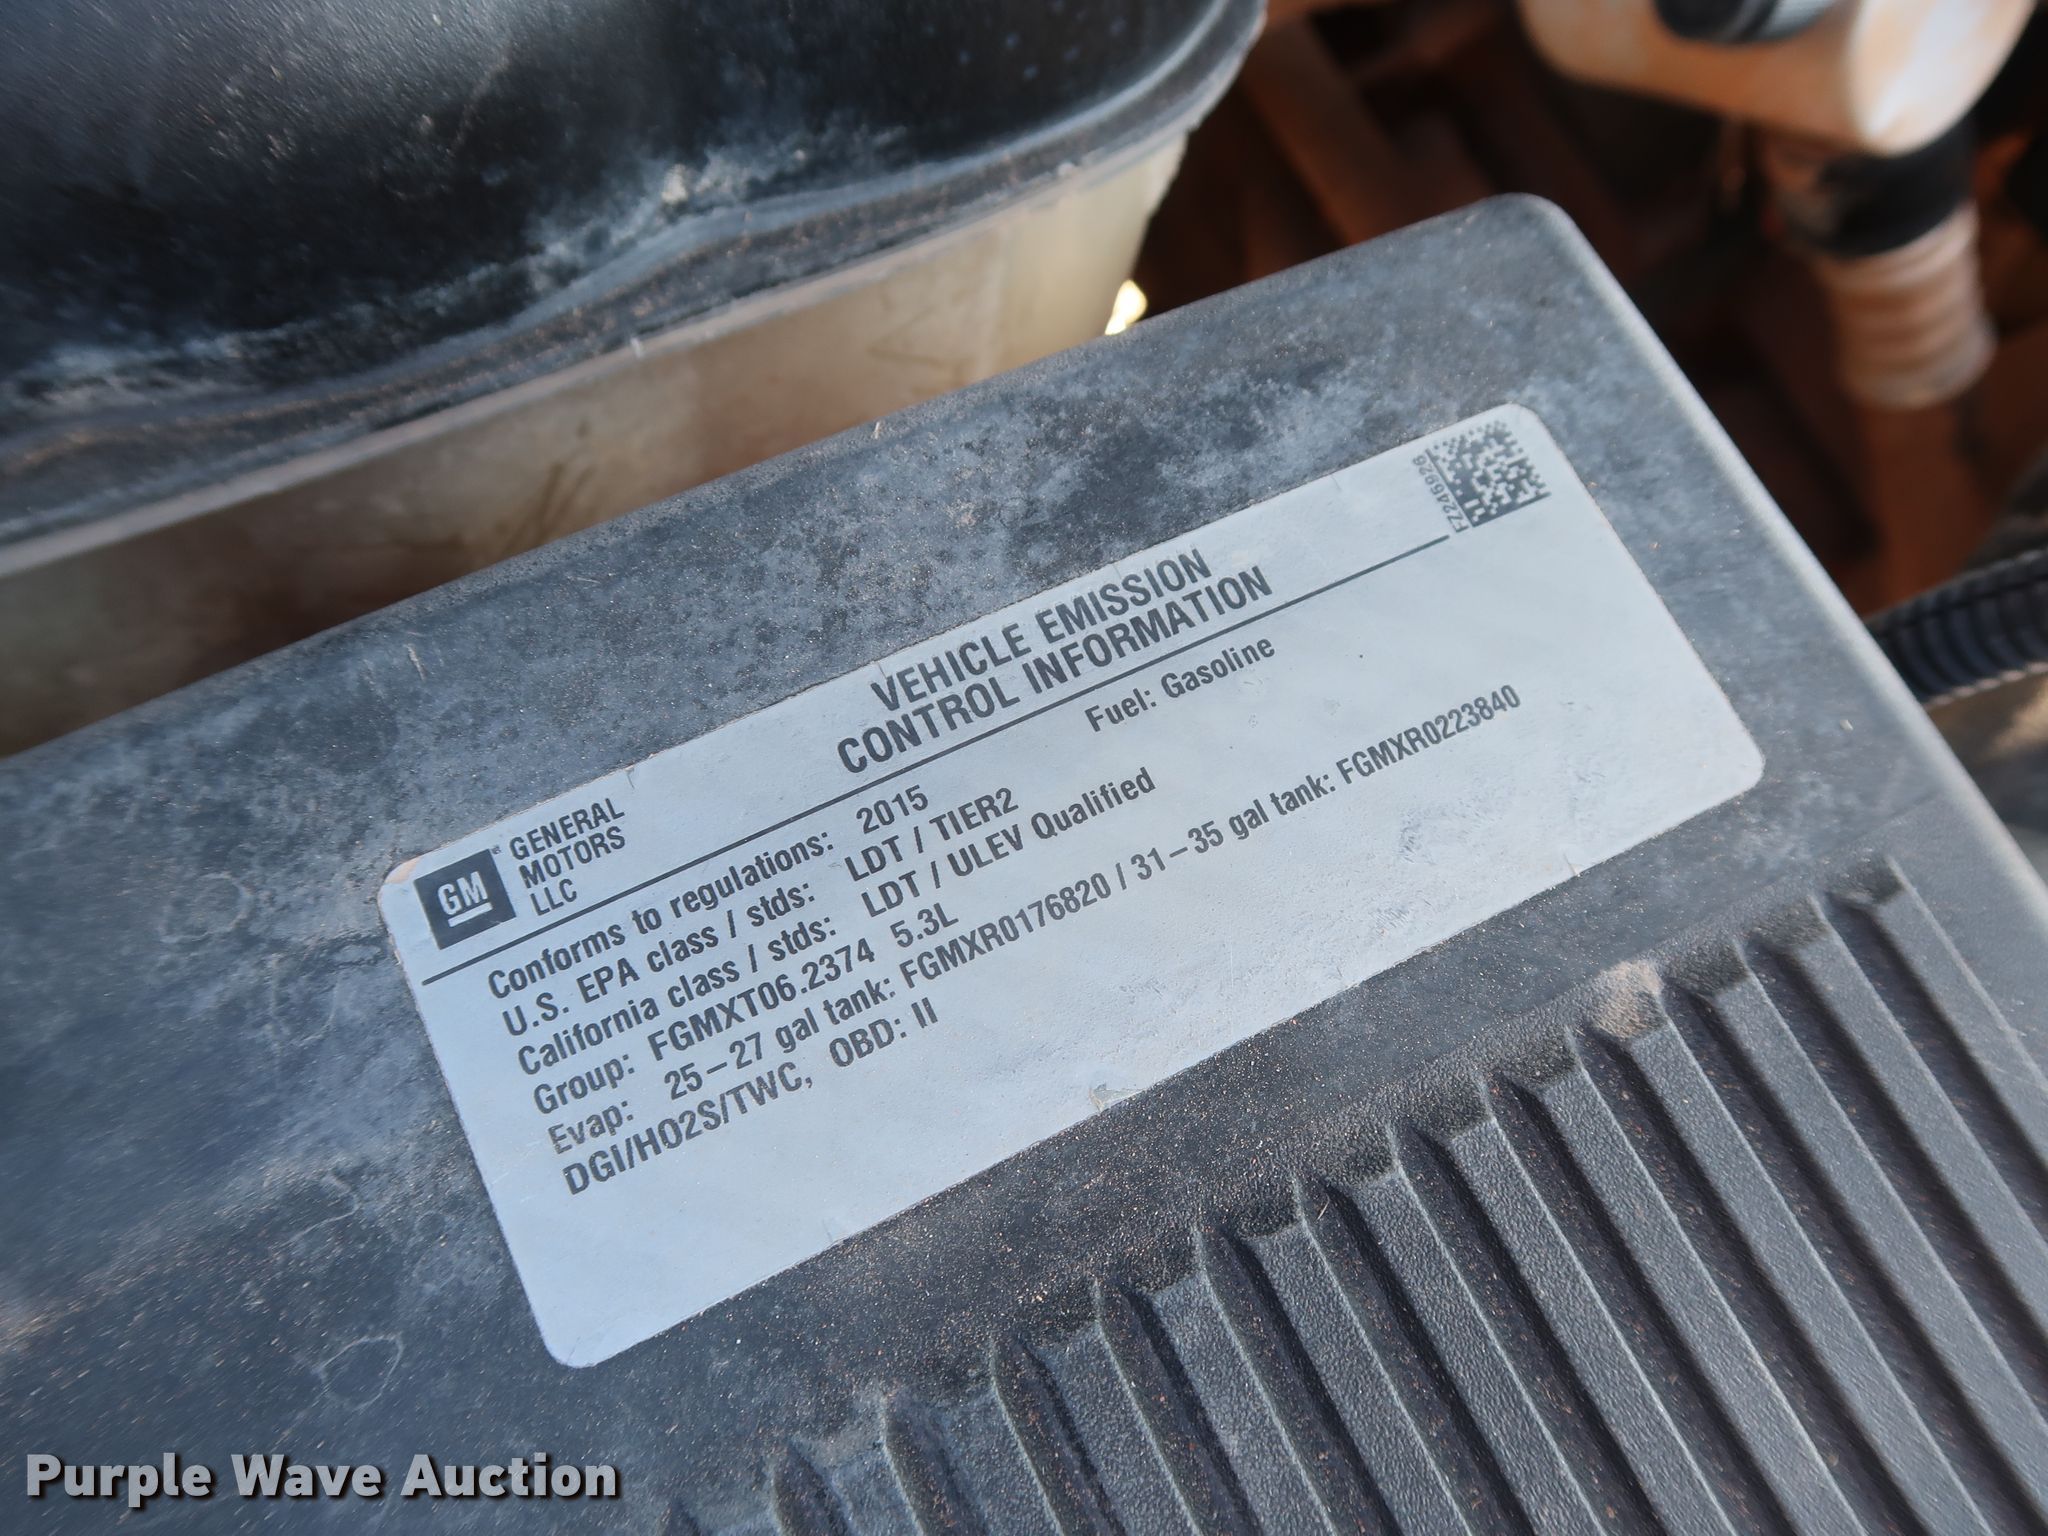 GM GENERAL
MOTORS
LLC
VEHICLE EMISSION
CONTROL INFORMATION
FZ246926
Conforms to regulations: 2015 Fuel: Gasoline
U.S. EPA class / stds: LDT / TIER2
California class / stds: LDT / ULEV Qualified
Group: FGMXT06.2374 5.3L
Evap: 25–27 gal tank: FGMXR0176820 / 31–35 gal tank: FGMXR0223840
DGI/HO2S/TWC, OBD: II
Purple Wave Auction